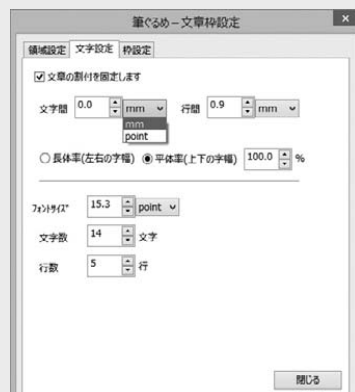 筆ぐるめ－文章枠設定 ×
領域設定 文字設定 枠設定
文章の割付を固定します
文字間 0.0 mm 行間 0.9 mm
mm
point
長体率(左右の字幅) 平体率(上下の字幅) 100.0 %
フォントサイズ 15.3 point
文字数 14 文字
行数 5 行
閉じる